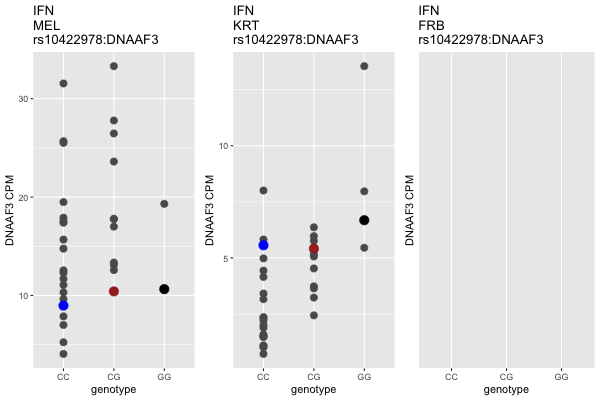 IFN
MEL
rs10422978:DNAAF3
DNAAF3 CPM
30
20
10
CC
CG
GG
genotype
IFN
KRT
rs10422978:DNAAF3
DNAAF3 CPM
10
5
CC
CG
GG
genotype
IFN
FRB
rs10422978:DNAAF3
DNAAF3 CPM
CC
CG
GG
genotype